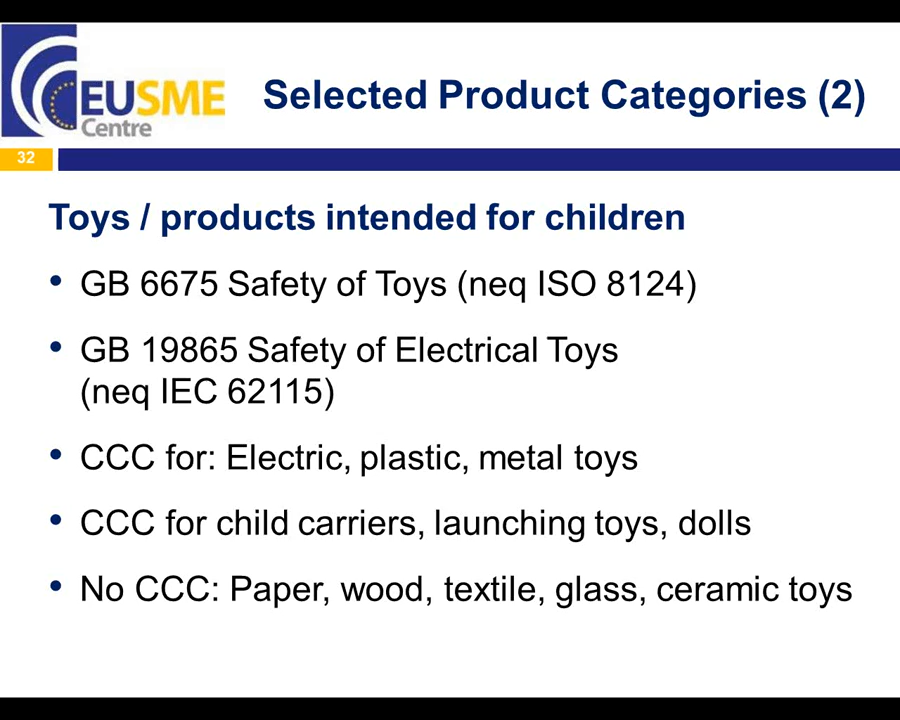 EUSME
Centre
Selected Product Categories (2)
32
Toys / products intended for children
• GB 6675 Safety of Toys (neq ISO 8124)
• GB 19865 Safety of Electrical Toys
(neq IEC 62115)
• CCC for: Electric, plastic, metal toys
• CCC for child carriers, launching toys, dolls
• No CCC: Paper, wood, textile, glass, ceramic toys